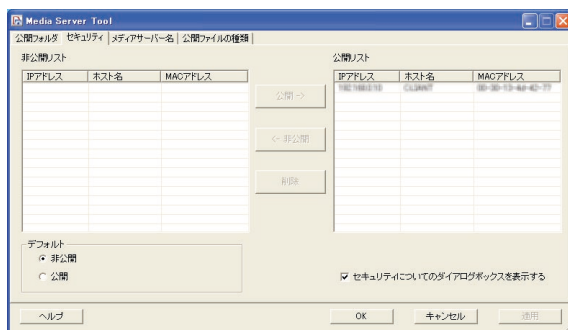 Media Server Tool
公開フォルダ セキュリティ メディアサーバー名 公開ファイルの種類
非公開リスト 公開リスト
IPアドレス ホスト名 MACアドレス IPアドレス ホスト名 MACアドレス
CLIENT
公開->
<-非公開
削除
デフォルト
非公開
公開
セキュリティについてのダイアログボックスを表示する
ヘルプ OK キャンセル 適用